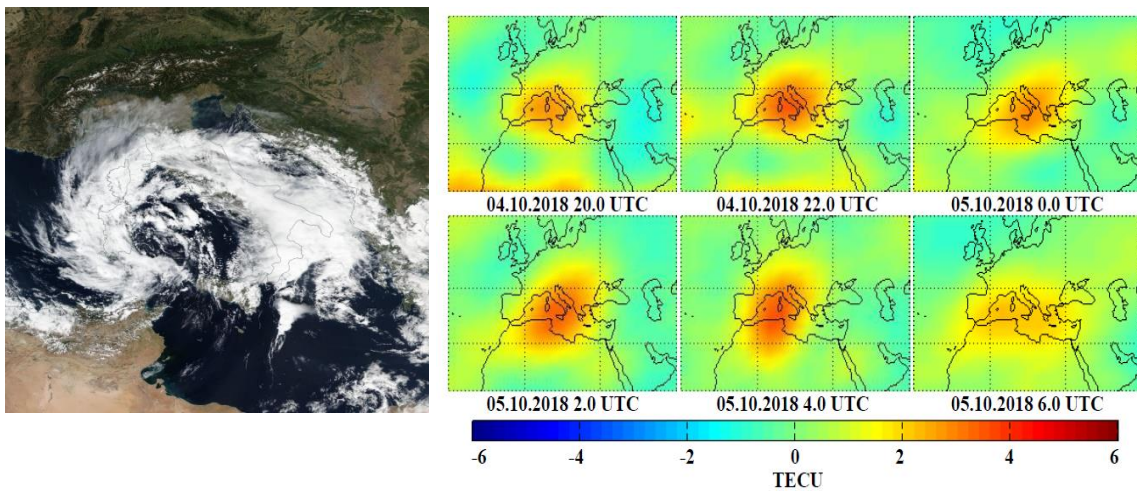 04.10.2018 20.0 UTC
04.10.2018 22.0 UTC
05.10.2018 0.0 UTC
05.10.2018 2.0 UTC
05.10.2018 4.0 UTC
05.10.2018 6.0 UTC
-6 -4 -2 0 2 4 6
TECU